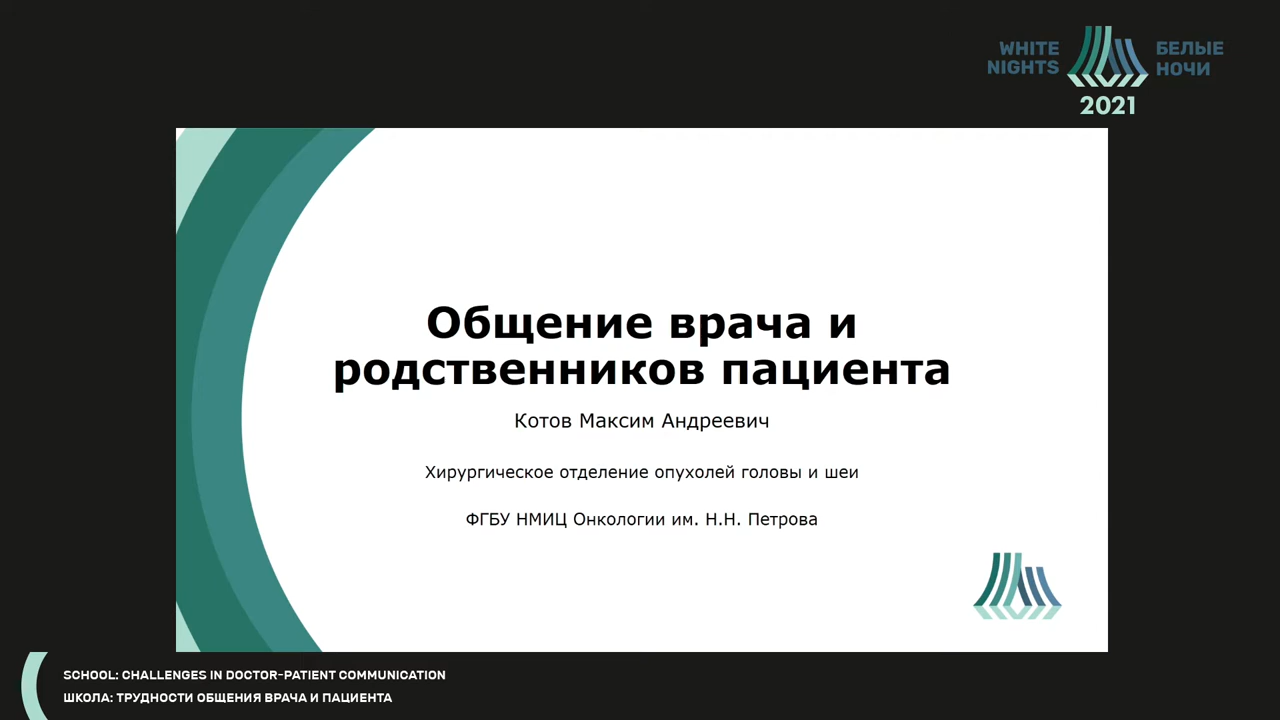 WHITE NIGHTS
БЕЛЫЕ НОЧИ
2021
Общение врача и
родственников пациента
Котов Максим Андреевич
Хирургическое отделение опухолей головы и шеи
ФГБУ НМИЦ Онкологии им. Н.Н. Петрова
SCHOOL: CHALLENGES IN DOCTOR-PATIENT COMMUNICATION
ШКОЛА: ТРУДНОСТИ ОБЩЕНИЯ ВРАЧА И ПАЦИЕНТА